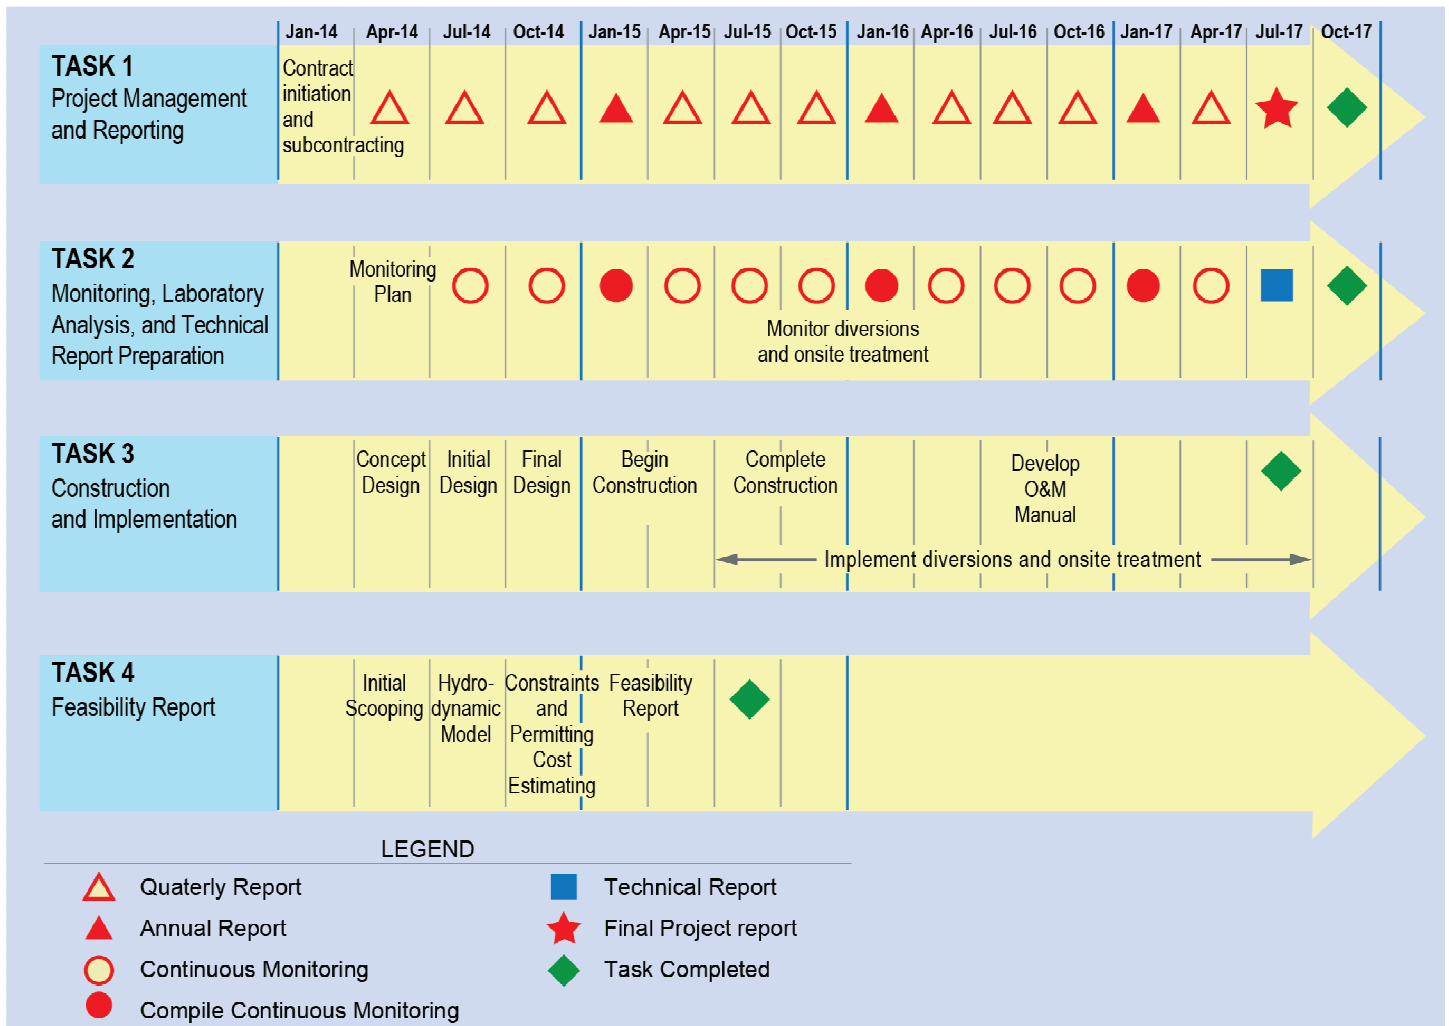 Jan-14 Apr-14 Jul-14 Oct-14 Jan-15 Apr-15 Jul-15 Oct-15 Jan-16 Apr-16 Jul-16 Oct-16 Jan-17 Apr-17 Jul-17 Oct-17
TASK 1
Project Management
and Reporting
Contract
initiation
and
subcontracting
TASK 2
Monitoring, Laboratory
Analysis, and Technical
Report Preparation
Monitoring
Plan
Monitor diversions
and onsite treatment
TASK 3
Construction
and Implementation
Concept
Design
Initial
Design
Final
Design
Begin
Construction
Complete
Construction
Develop
O&M
Manual
Implement diversions and onsite treatment
TASK 4
Feasibility Report
Initial
Scooping
Hydro-
dynamic
Model
Constraints
and
Permitting
Cost
Estimating
Feasibility
Report
LEGEND
Quaterly Report
Annual Report
Continuous Monitoring
Compile Continuous Monitoring
Technical Report
Final Project report
Task Completed